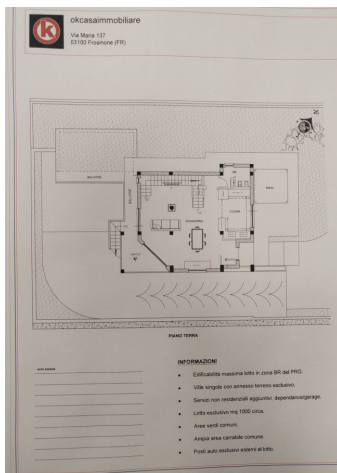 okcasaimmobiliare
Via Maria 137
03100 Frosinone (FR)
CUCINA
PIANO TERRA
INFORMAZIONI
Edificabilità massima lotto in zona BR del PRG.
Ville singole con annesso terreno esclusivo.
Servizi non residenziali aggiuntivi, dependance/garage.
Lotto esclusivo mq 1000 circa.
Aree verdi comuni.
Ampia area carrabile comune.
Posti auto esclusivi esterni al lotto.